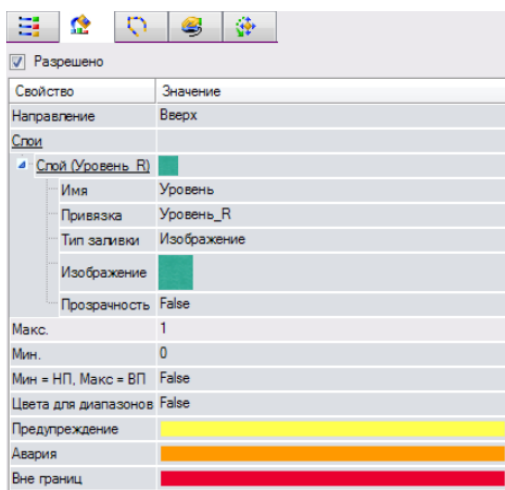 Разрешено
Свойство Значение
Направление Вверх
Слои
Слой (Уровень_R)
Имя Уровень
Привязка Уровень_R
Тип заливки Изображение
Изображение
Прозрачность False
Макс. 1
Мин. 0
Мин = НП, Макс = ВП False
Цвета для диапазонов False
Предупреждение
Авария
Вне границ